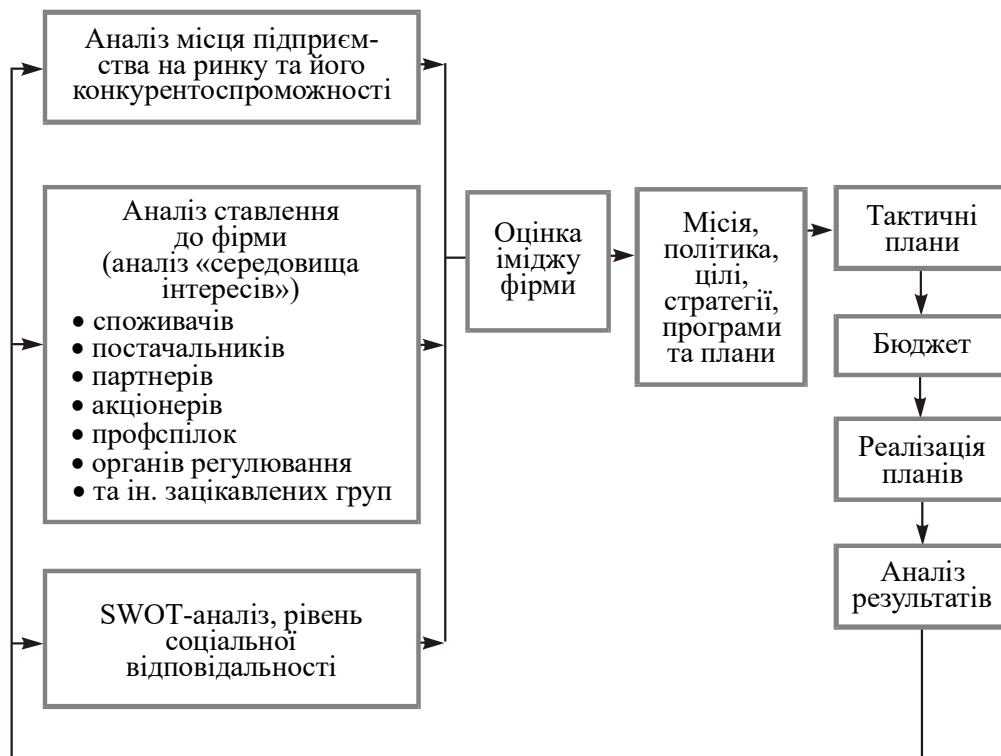 Аналіз місця підприєм-
ства на ринку та його
конкурентоспроможності
Аналіз ставлення
до фірми
(аналіз «середовища
інтересів»)
• споживачів
• постачальників
• партнерів
• акціонерів
• профспілок
• органів регулювання
• та ін. зацікавлених груп
SWOT-аналіз, рівень
соціальної
відповідальності
Оцінка
іміджу
фірми
Місія,
політика,
цілі,
стратегії,
програми
та плани
Тактичні
плани
Бюджет
Реалізація
планів
Аналіз
результатів